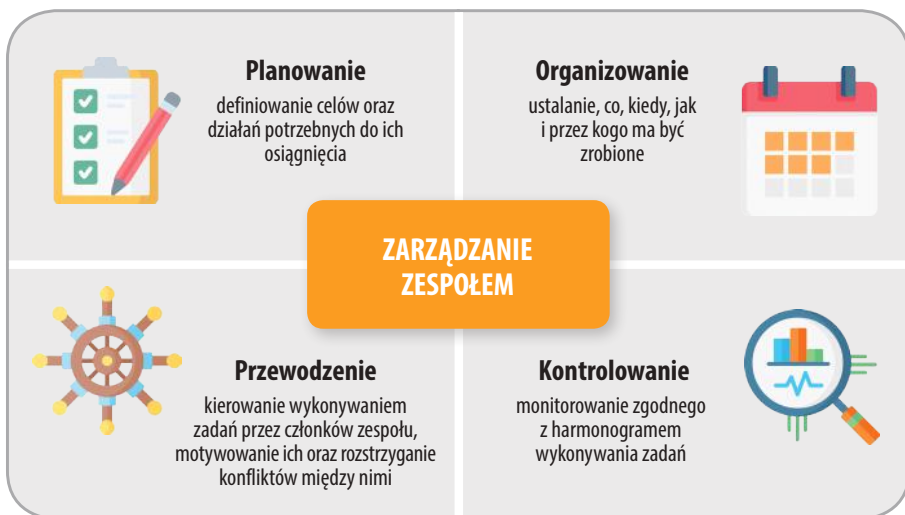 Planowanie
definiowanie celów oraz
działań potrzebnych do ich
osiągnięcia
Organizowanie
ustalanie, co, kiedy, jak
i przez kogo ma być
zrobione
ZARZĄDZANIE
ZESPOŁEM
Przewodzenie
kierowanie wykonywaniem
zadań przez członków zespołu,
motywowanie ich oraz rozstrzyganie
konfliktów między nimi
Kontrolowanie
monitorowanie zgodnego
z harmonogramem
wykonywania zadań